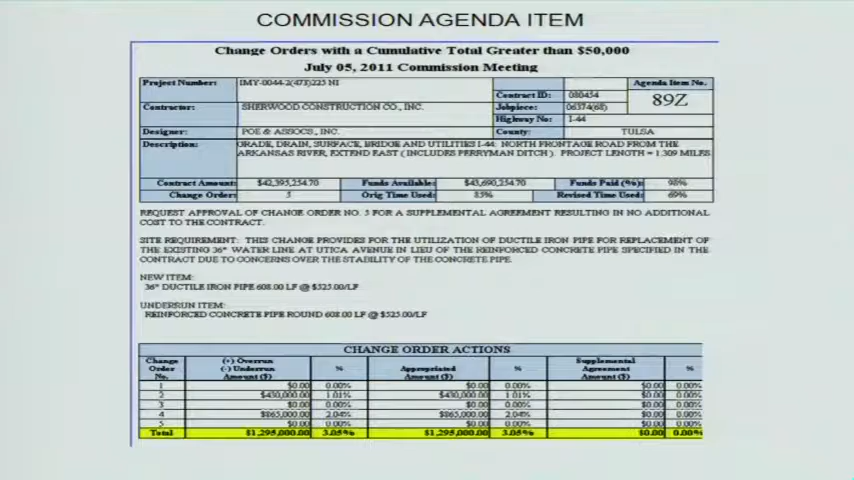 COMMISSION AGENDA ITEM
Change Orders with a Cumulative Total Greater than $50,000
July 05, 2011 Commission Meeting
Project Number: IMY-0044-2(473)225 NI Agenda Item No.
Contract ID: 080454 89Z
Contractor: SHERWOOD CONSTRUCTION CO., INC. Jobpiece: 06374(68)
Highway No: I-44
Designer: POE & ASSOCS., INC. County: TULSA
Description: GRADE, DRAIN, SURFACE, BRIDGE AND UTILITIES I-44: NORTH FRONTAGE ROAD FROM THE
ARKANSAS RIVER, EXTEND EAST ( INCLUDES PERRYMAN DITCH ). PROJECT LENGTH = 1.309 MILES
Contract Amount: $42,395,254.70 Funds Available: $43,690,254.70 Funds Paid (%): 98%
Change Order: 5 Orig Time Used: 85% Revised Time Used: 69%
REQUEST APPROVAL OF CHANGE ORDER NO. 5 FOR A SUPPLEMENTAL AGREEMENT RESULTING IN NO ADDITIONAL
COST TO THE CONTRACT.
SITE REQUIREMENT: THIS CHANGE PROVIDES FOR THE UTILIZATION OF DUCTILE IRON PIPE FOR REPLACEMENT OF
THE EXISTING 36" WATER LINE AT UTICA AVENUE IN LIEU OF THE REINFORCED CONCRETE PIPE SPECIFIED IN THE
CONTRACT DUE TO CONCERNS OVER THE STABILITY OF THE CONCRETE PIPE.
NEW ITEM:
36" DUCTILE IRON PIPE 608.00 LF @ $525.00/LF
UNDERRUN ITEM:
REINFORCED CONCRETE PIPE ROUND 608.00 LF @ $525.00/LF
CHANGE ORDER ACTIONS
Change Order No. (+) Overrun (-) Underrun Amount ($) % Appropriated Amount ($) % Supplemental Agreement Amount ($) %
1 $0.00 0.00% $0.00 0.00% $0.00 0.00%
2 $430,000.00 1.01% $430,000.00 1.01% $0.00 0.00%
3 $0.00 0.00% $0.00 0.00% $0.00 0.00%
4 $865,000.00 2.04% $865,000.00 2.04% $0.00 0.00%
5 $0.00 0.00% $0.00 0.00% $0.00 0.00%
Total $1,295,000.00 3.05% $1,295,000.00 3.05% $0.00 0.00%